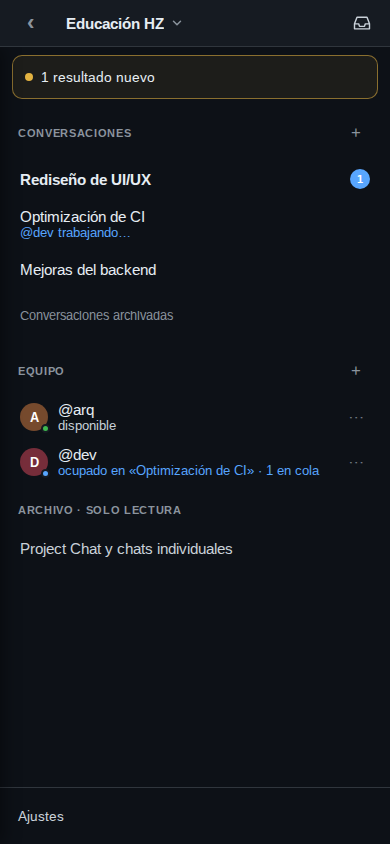 Educación HZ
1 resultado nuevo
CONVERSACIONES
+
Rediseño de UI/UX
1
Optimización de CI
@dev trabajando…
Mejoras del backend
Conversaciones archivadas
EQUIPO
+
A
@arq
disponible
···
D
@dev
ocupado en «Optimización de CI» · 1 en cola
···
ARCHIVO · SOLO LECTURA
Project Chat y chats individuales
Ajustes